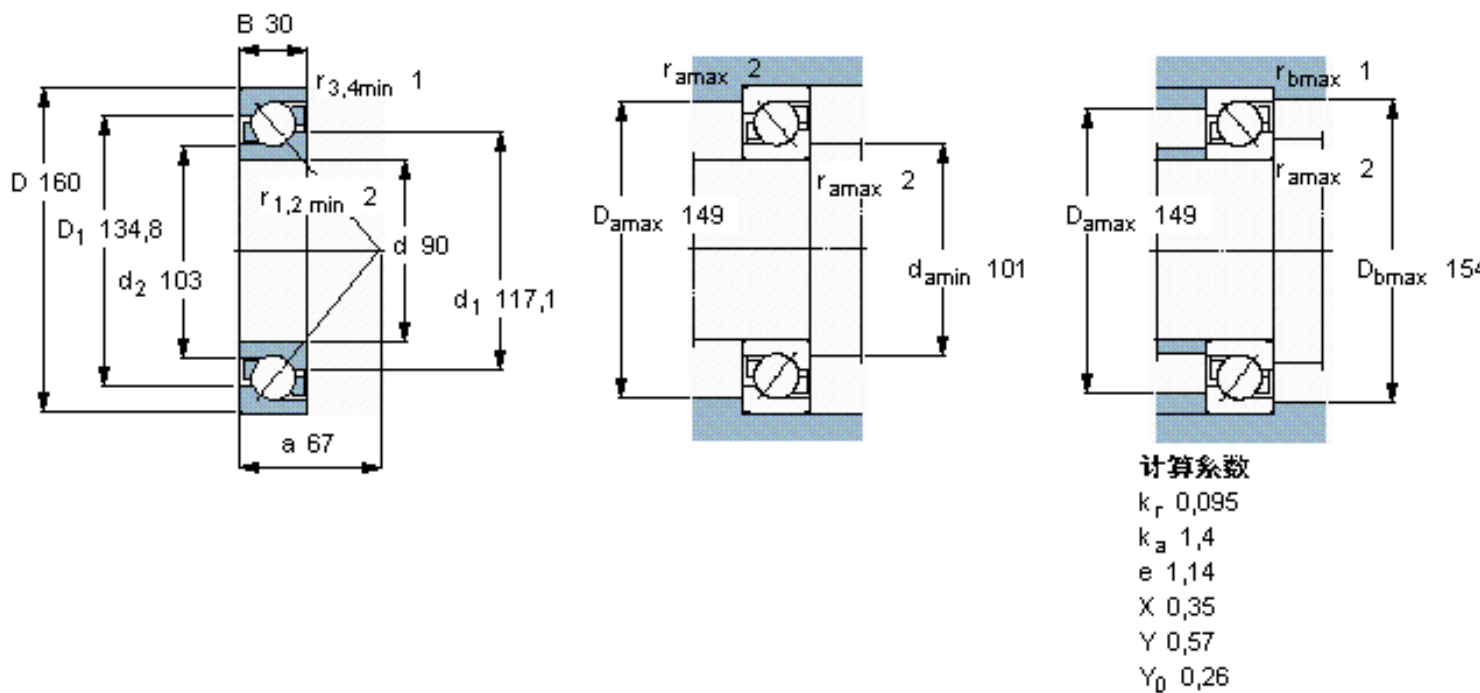 B 30
r3,4min 1
D 160
D1 134,8
d2 103
r1,2 min 2
d 90
d1 117,1
a 67
ramax 2
ramax 2
Damax 149
damin 101
rbmax 1
ramax 2
Damax 149
Dbmax 154
计算系数
kr 0,095
ka 1,4
e 1,14
X 0,35
Y 0,57
Y0 0,26